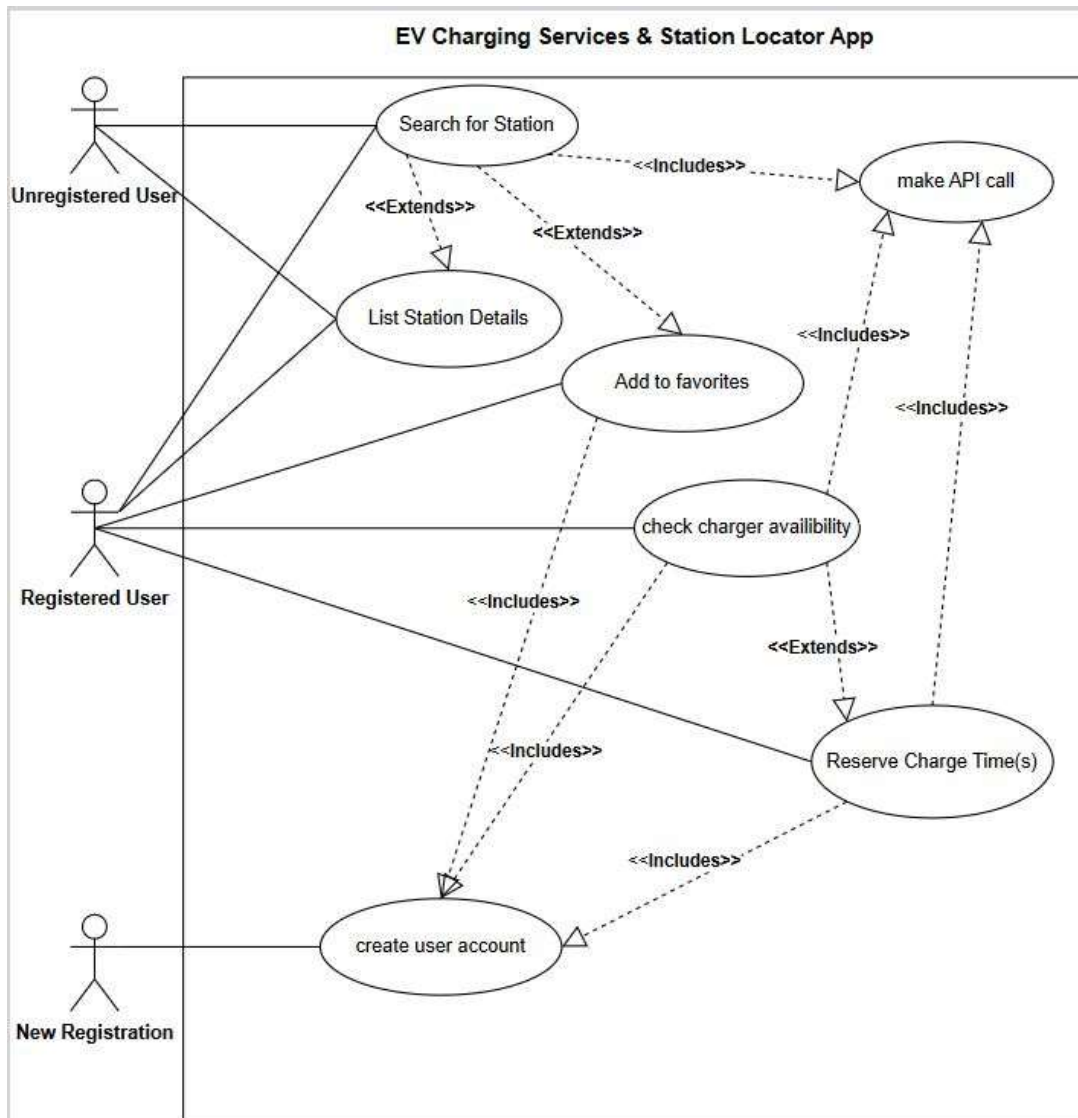 EV Charging Services & Station Locator App
Search for Station
<<Includes>>
make API call
Unregistered User
<<Extends>>
<<Extends>>
List Station Details
<<Includes>>
Add to favorites
<<Includes>>
check charger availibility
Registered User
<<Includes>>
<<Extends>>
<<Includes>>
Reserve Charge Time(s)
<<Includes>>
create user account
New Registration